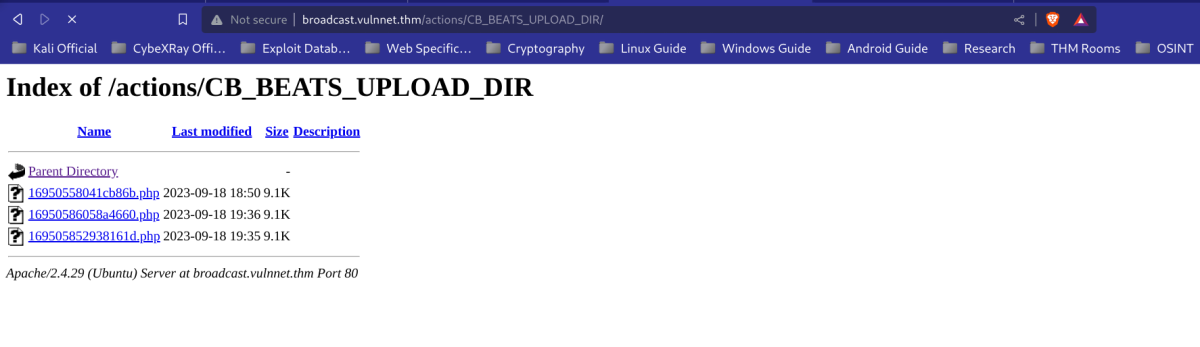 Not secure | broadcast.vulnnet.thm/actions/CB_BEATS_UPLOAD_DIR/
Kali Official CybeXRay Offi... Exploit Datab... Web Specific... Cryptography Linux Guide Windows Guide Android Guide Research THM Rooms OSINT
Index of /actions/CB_BEATS_UPLOAD_DIR
Name Last modified Size Description
Parent Directory -
16950558041cb86b.php 2023-09-18 18:50 9.1K
16950586058a4660.php 2023-09-18 19:36 9.1K
169505852938161d.php 2023-09-18 19:35 9.1K
Apache/2.4.29 (Ubuntu) Server at broadcast.vulnnet.thm Port 80